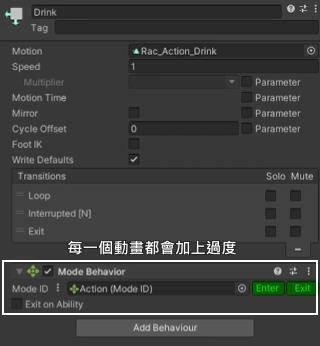 Drink
Tag
Motion Rac_Action_Drink
Speed 1
Multiplier Parameter
Motion Time Parameter
Mirror Parameter
Cycle Offset 0 Parameter
Foot IK
Write Defaults
Transitions Solo Mute
Loop
Interrupted [N]
Exit
每一個動畫都會加上過度
Mode Behavior
Mode ID Action (Mode ID) Enter Exit
Exit on Ability
Add Behaviour